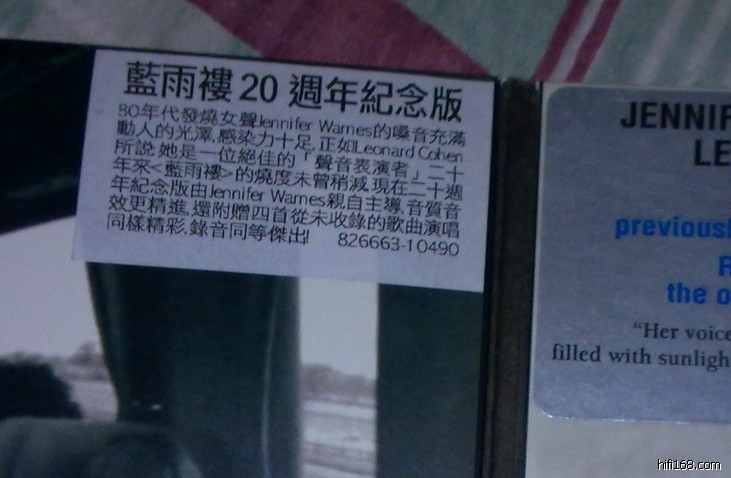 藍雨褸 20 週年紀念版
80年代發燒女聲Jennifer Warnes的嗓音充滿
動人的光澤,感染力十足,正如Leonard Cohen
所說,她是一位絕佳的「聲音表演者」二十
年來<藍雨褸>的燒度未曾稍減,現在二十週
年紀念版由Jennifer Warnes親自主導,音質音
效更精進,還附贈四首從未收錄的歌曲演唱
同樣精彩,錄音同等傑出! 826663-10490
JENNIF
LE
previousl
R
the o
“Her voice
filled with sunligh
hifi168.com